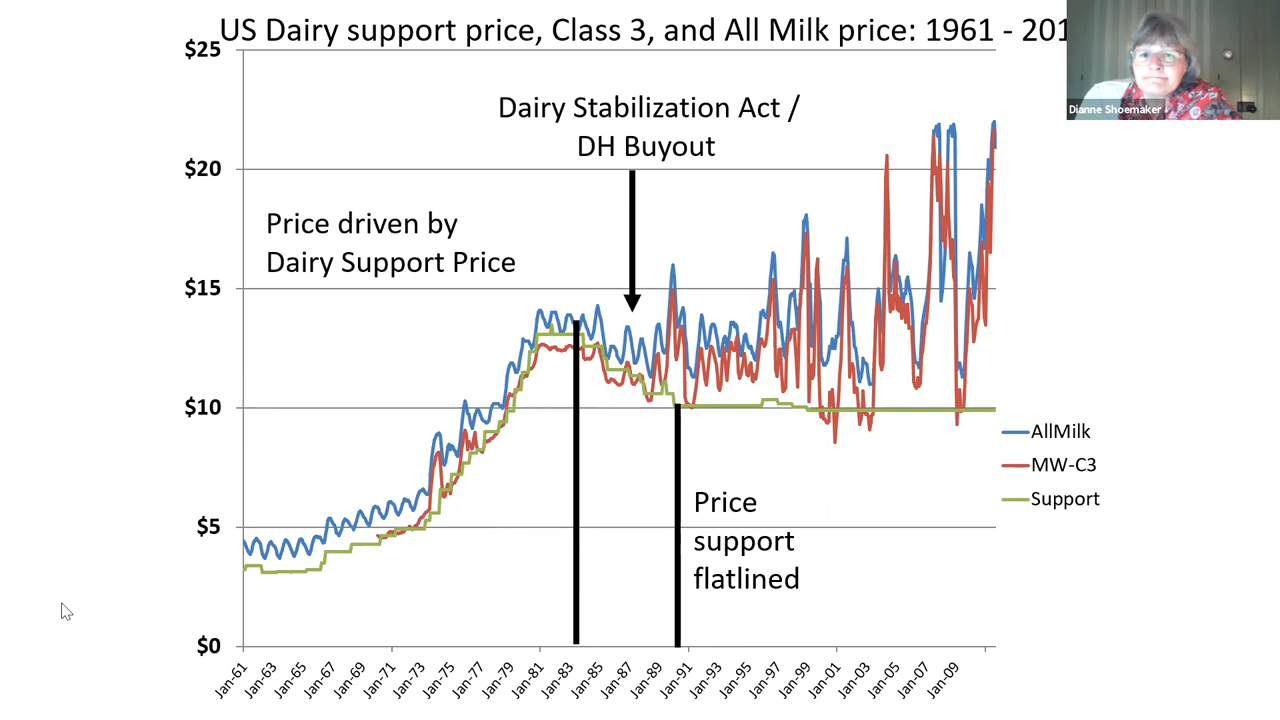 US Dairy support price, Class 3, and All Milk price: 1961 - 201
Dianne Shoemaker
$25
$20
$15
$10
$5
$0
Dairy Stabilization Act /
DH Buyout
Price driven by
Dairy Support Price
Price
support
flatlined
AllMilk
MW-C3
Support
Jan-61
Jan-63
Jan-65
Jan-67
Jan-69
Jan-71
Jan-73
Jan-75
Jan-77
Jan-79
Jan-81
Jan-83
Jan-85
Jan-87
Jan-89
Jan-91
Jan-93
Jan-95
Jan-97
Jan-99
Jan-01
Jan-03
Jan-05
Jan-07
Jan-09